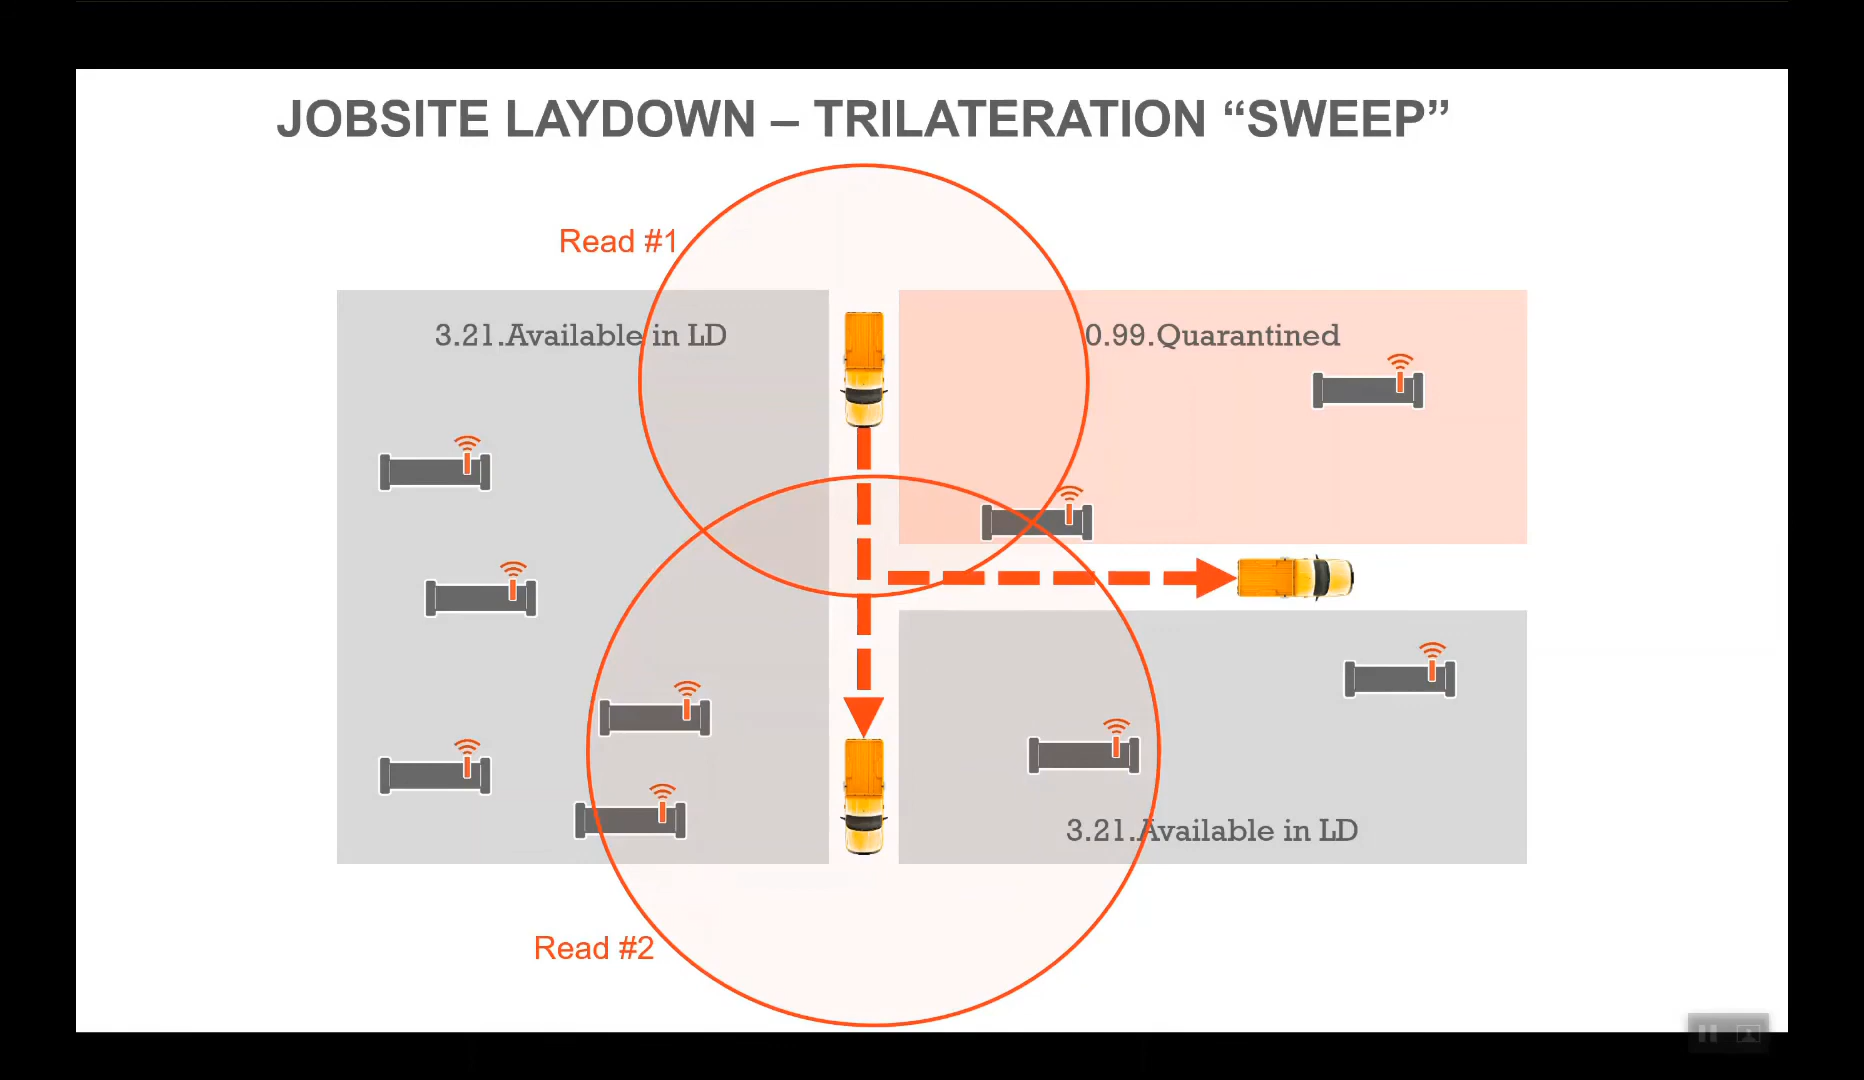 JOBSITE LAYDOWN – TRILATERATION “SWEEP”
Read #1
3.21.Available in LD
0.99.Quarantined
3.21.Available in LD
Read #2